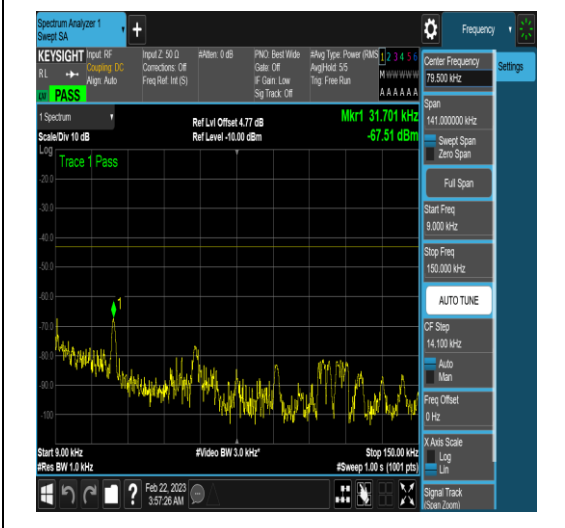 Spectrum Analyzer 1
Swept SA
+
Frequency
KEYSIGHT
RL
PASS
Input: RF
Coupling: DC
Align: Auto
Input Z: 50 Ω
Corrections: Off
Freq Ref: Int (S)
#Atten: 0 dB
PNO: Best Wide
Gate: Off
IF Gain: Low
Sig Track: Off
#Avg Type: Power (RMS
Avg|Hold: 5/5
Trig: Free Run
1 2 3 4 5 6
M W W W W W
A A A A A A
1 Spectrum
Scale/Div 10 dB
Log
Ref Lvl Offset 4.77 dB
Ref Level -10.00 dBm
Mkr1 31.701 kHz
-67.51 dBm
Trace 1 Pass
-20.0
-30.0
-40.0
-50.0
-60.0
-70.0
-80.0
-90.0
-100
1
Start 9.00 kHz
#Res BW 1.0 kHz
#Video BW 3.0 kHz*
Stop 150.00 kHz
#Sweep 1.00 s (1001 pts)
?
Feb 22, 2023
3:57:26 AM
Center Frequency
79.500 kHz
Span
141.000000 kHz
Swept Span
Zero Span
Full Span
Start Freq
9.000 kHz
Stop Freq
150.000 kHz
AUTO TUNE
CF Step
14.100 kHz
Auto
Man
Freq Offset
0 Hz
X Axis Scale
Log
Lin
Signal Track
(Span Zoom)
Settings